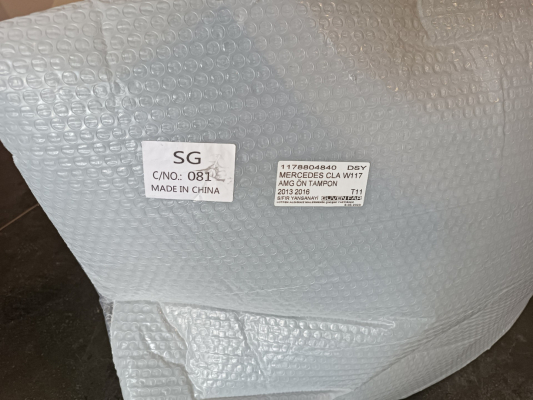 SG
C/NO.: 081
MADE IN CHINA
1178804840 DSY
MERCEDES CLA W117
AMG ÖN TAMPON
2013 2016 T11
SIFIR YANSANAYİ GÜVENFAR